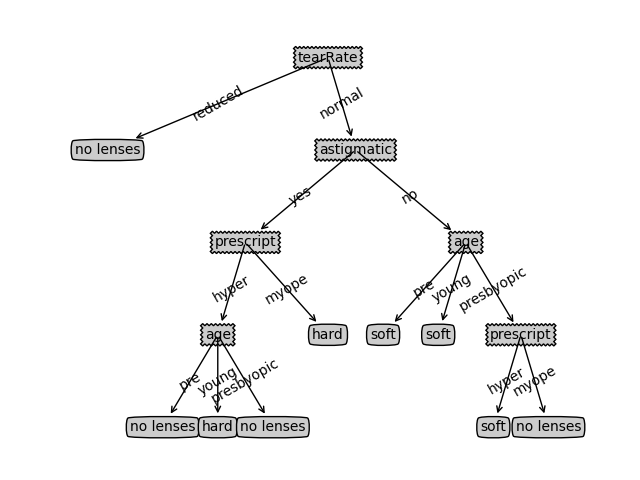 tearRate
reduced
normal
no lenses
astigmatic
yes
no
prescript
age
hyper
myope
pre
young
presbyopic
age
hard
soft
soft
prescript
pre
young
presbyopic
hyper
myope
no lenses
hard
no lenses
soft
no lenses